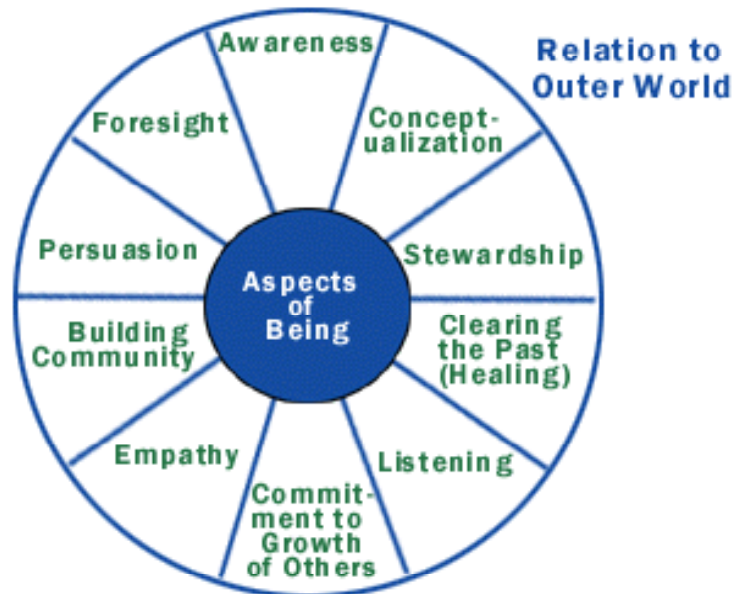 Awareness
Relation to
Outer World
Foresight
Concept-
ualization
Persuasion
Stewardship
Aspects
of
Being
Building
Community
Clearing
the Past
(Healing)
Empathy
Listening
Commit-
ment to
Growth
of Others